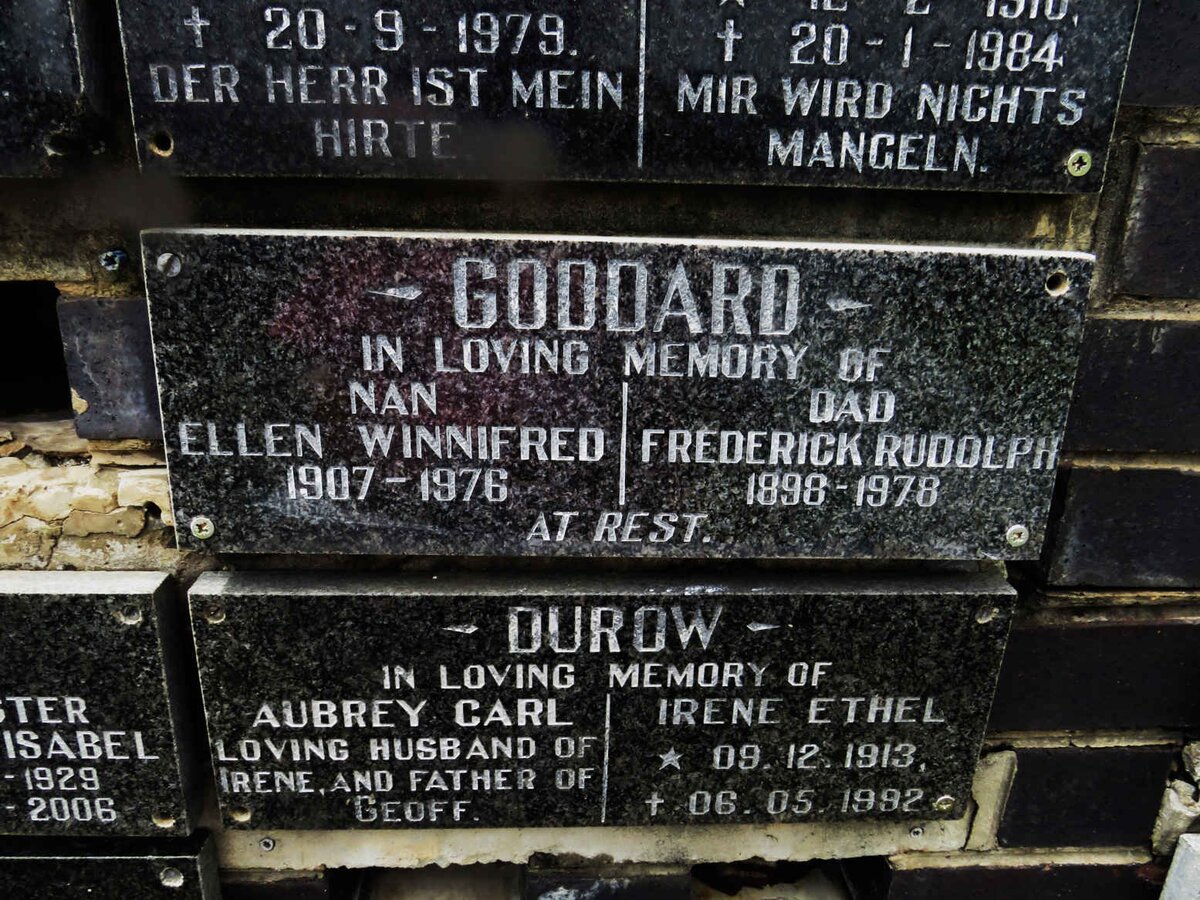 ✝ 20 - 9 - 1979.
DER HERR IST MEIN
HIRTE
✝ 20 - 1 - 1984
MIR WIRD NICHTS
MANGELN.
GODDARD
IN LOVING MEMORY OF
NAN
ELLEN WINNIFRED
1907 - 1976
DAD
FREDERICK RUDOLPH
1898 - 1978
AT REST.
DUROW
IN LOVING MEMORY OF
AUBREY CARL
LOVING HUSBAND OF
IRENE, AND FATHER OF
GEOFF.
IRENE ETHEL
★ 09. 12. 1913,
✝ 06. 05. 1992
STER
ISABEL
- 1929
- 2006